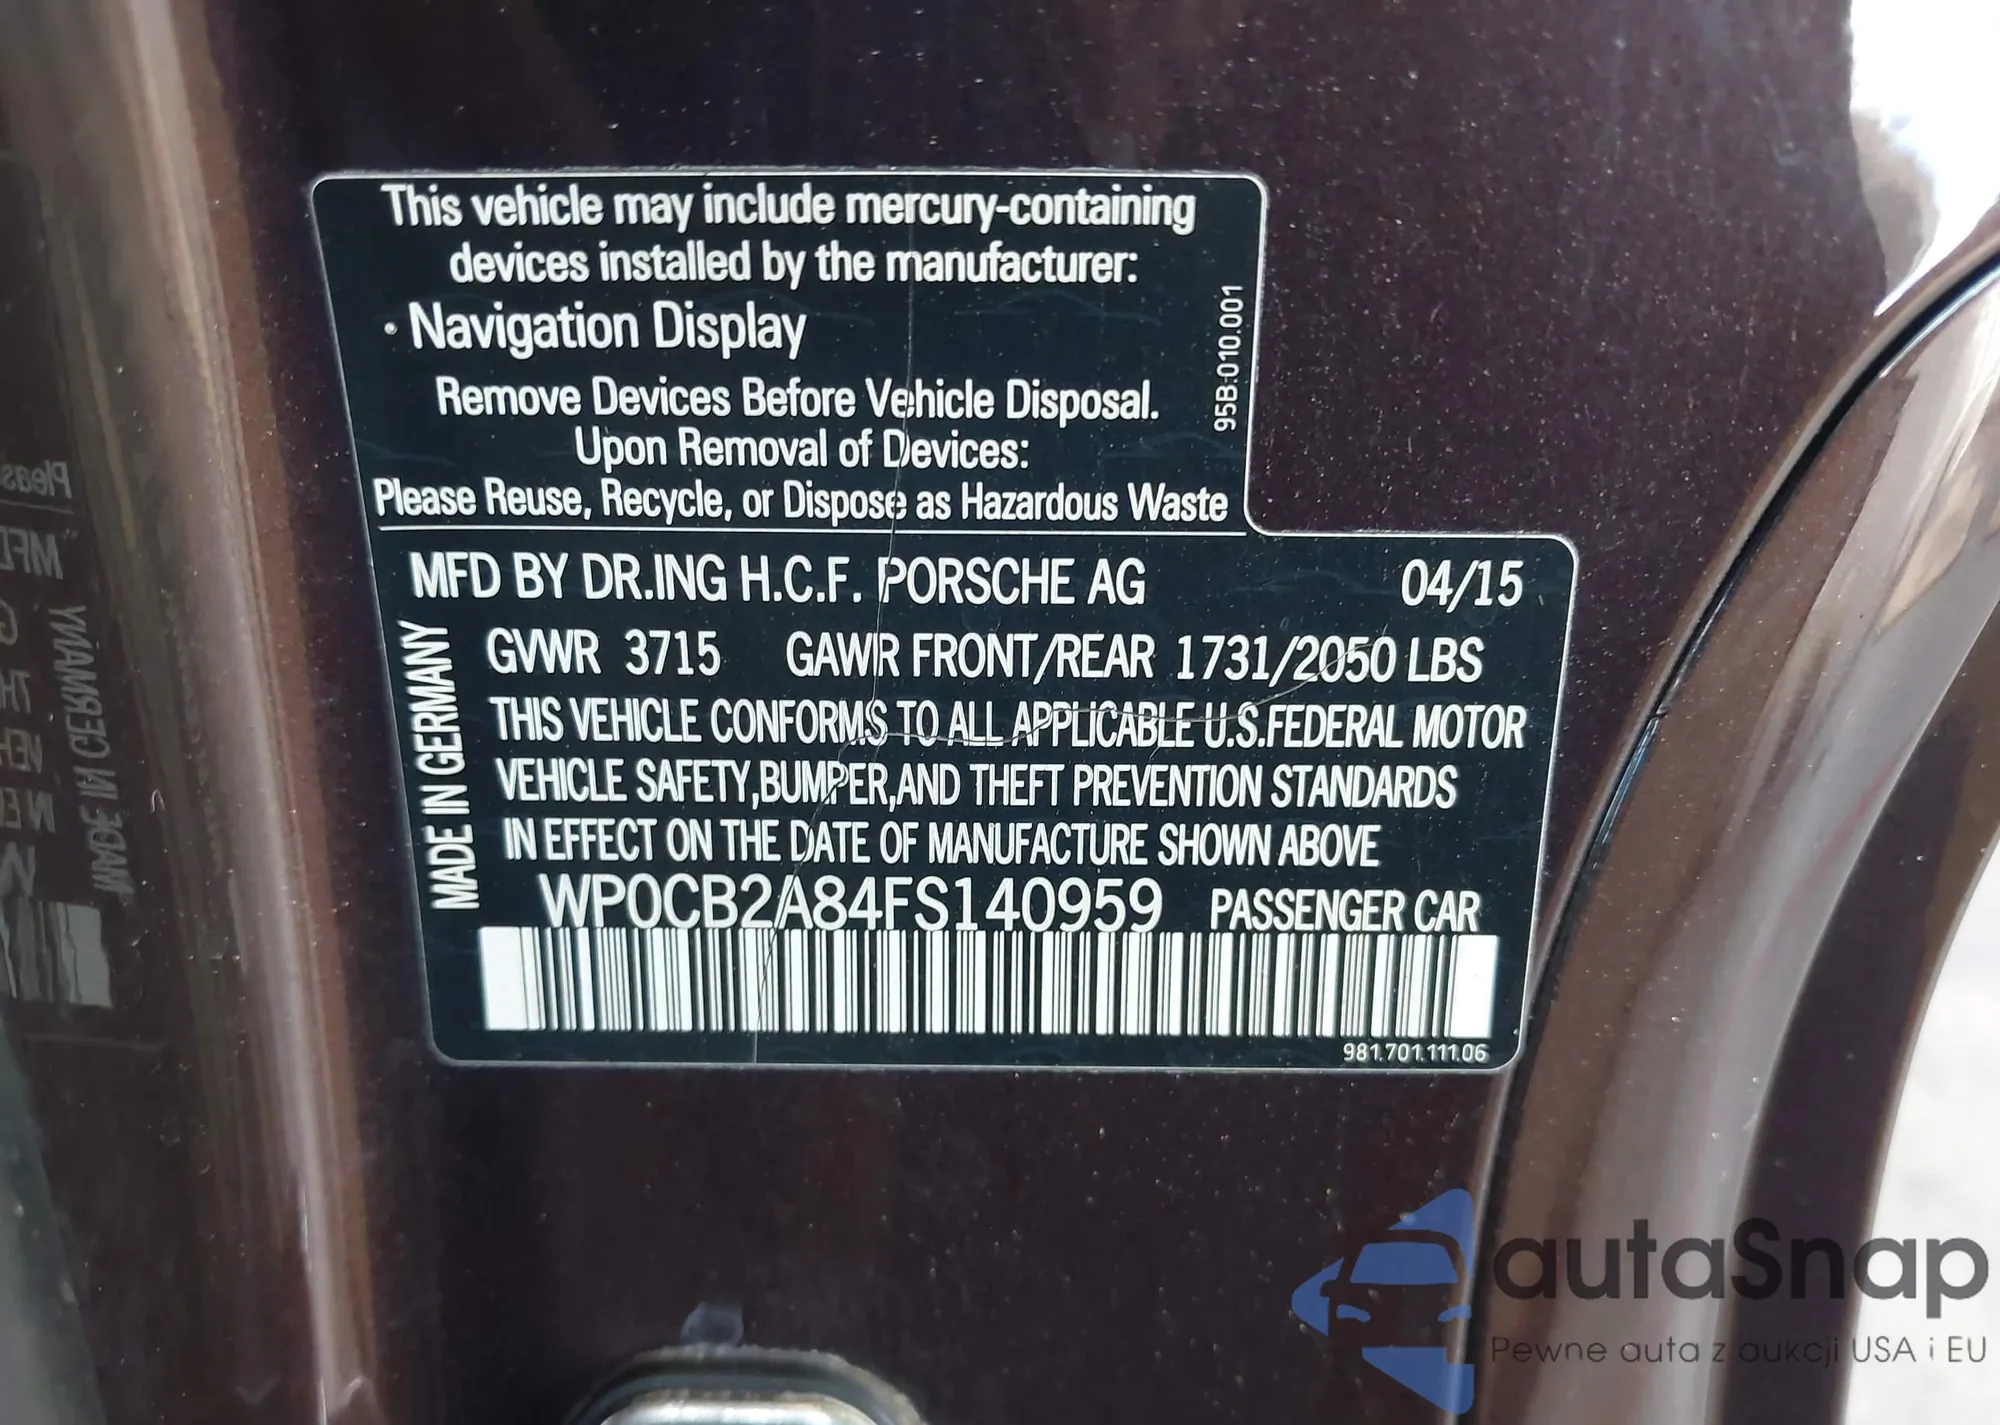 This vehicle may include mercury-containing
devices installed by the manufacturer:
· Navigation Display
Remove Devices Before Vehicle Disposal.
Upon Removal of Devices:
Please Reuse, Recycle, or Dispose as Hazardous Waste
95B.010.001
MFD BY DR.ING H.C.F. PORSCHE AG 04/15
GVWR 3715 GAWR FRONT/REAR 1731/2050 LBS
THIS VEHICLE CONFORMS TO ALL APPLICABLE U.S.FEDERAL MOTOR
VEHICLE SAFETY,BUMPER,AND THEFT PREVENTION STANDARDS
IN EFFECT ON THE DATE OF MANUFACTURE SHOWN ABOVE
WP0CB2A84FS140959 PASSENGER CAR
MADE IN GERMANY
981.701.111.06
autaSnap
Pewne auta z aukcji USA i EU